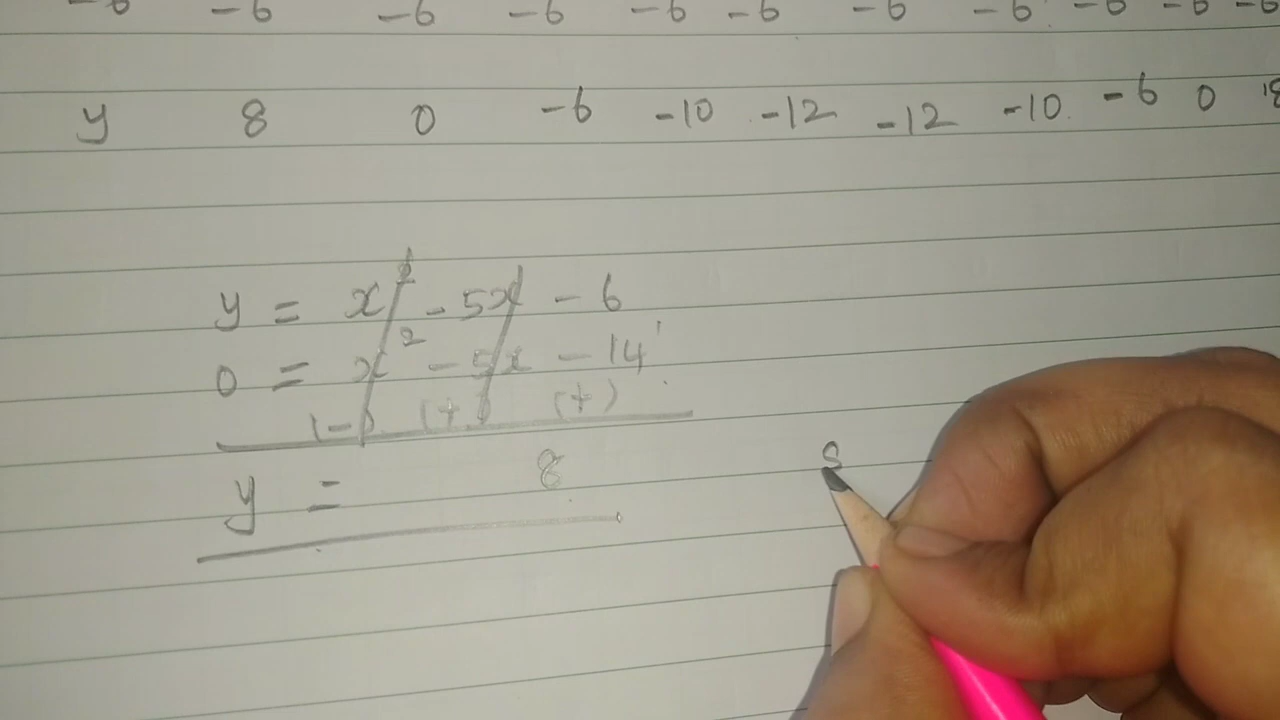 -6 -6 -6 -6 -6 -6 -6 -6 -6 -6 -6
y 8 0 -6 -10 -12 -12 -10 -6 0
y = x² - 5x - 6
0 = x² - 5x - 14
(-) (+) (+)
y = 8
S